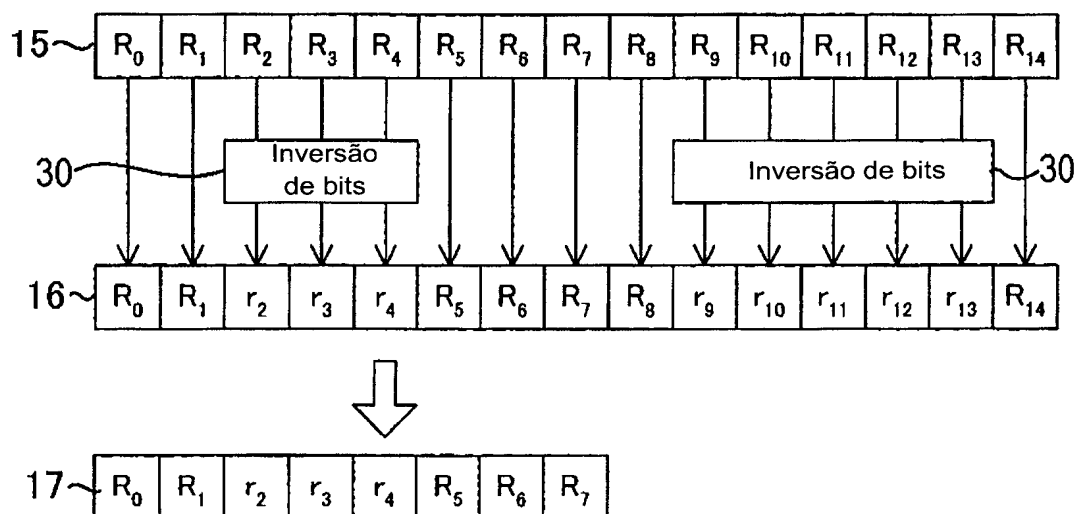 15 R₀ R₁ R₂ R₃ R₄ R₅ R₆ R₇ R₈ R₉ R₁₀ R₁₁ R₁₂ R₁₃ R₁₄
30 Inversão de bits Inversão de bits 30
16 R₀ R₁ r₂ r₃ r₄ R₅ R₆ R₇ R₈ r₉ r₁₀ r₁₁ r₁₂ r₁₃ R₁₄
17 R₀ R₁ r₂ r₃ r₄ R₅ R₆ R₇